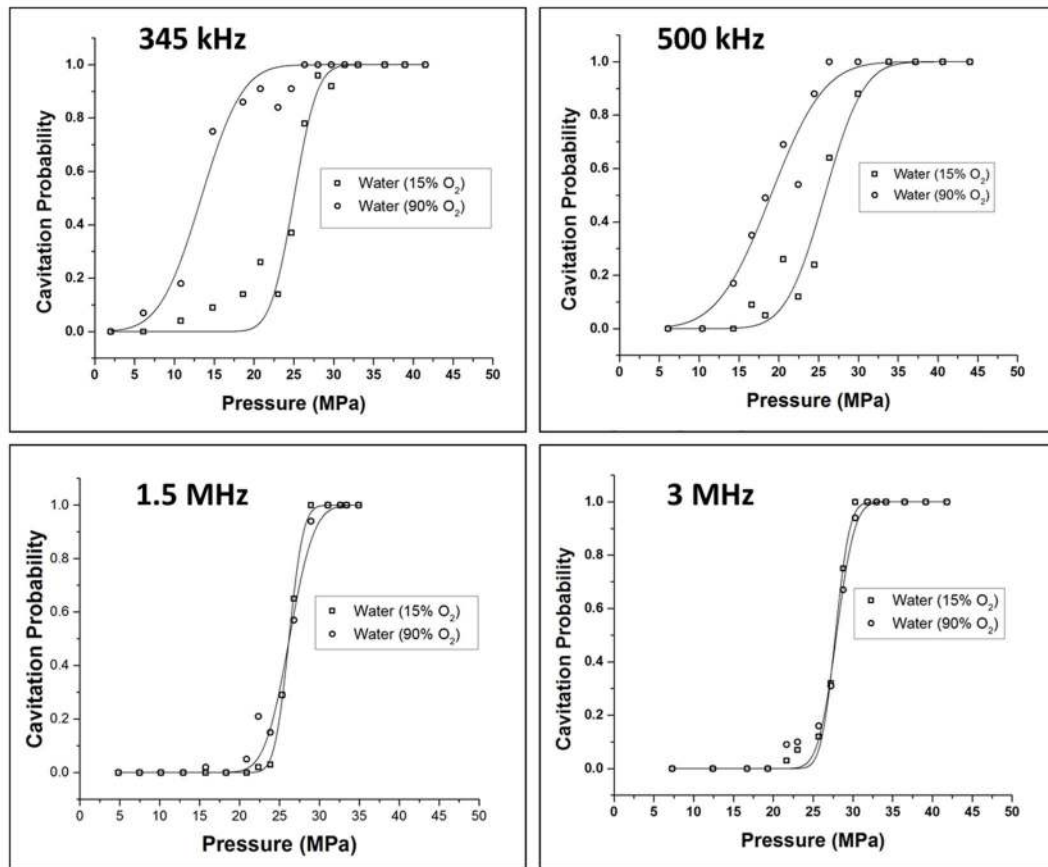 345 kHz
1.0
0.8
0.6
0.4
0.2
0.0
Cavitation Probability
Water (15% O₂)
Water (90% O₂)
0 5 10 15 20 25 30 35 40 45 50
Pressure (MPa)
500 kHz
1.0
0.8
0.6
0.4
0.2
0.0
Cavitation Probability
Water (15% O₂)
Water (90% O₂)
0 5 10 15 20 25 30 35 40 45 50
Pressure (MPa)
1.5 MHz
1.0
0.8
0.6
0.4
0.2
0.0
Cavitation Probability
Water (15% O₂)
Water (90% O₂)
5 10 15 20 25 30 35 40 45 50
Pressure (MPa)
3 MHz
1.0
0.8
0.6
0.4
0.2
0.0
Cavitation Probability
Water (15% O₂)
Water (90% O₂)
0 5 10 15 20 25 30 35 40 45 50
Pressure (MPa)